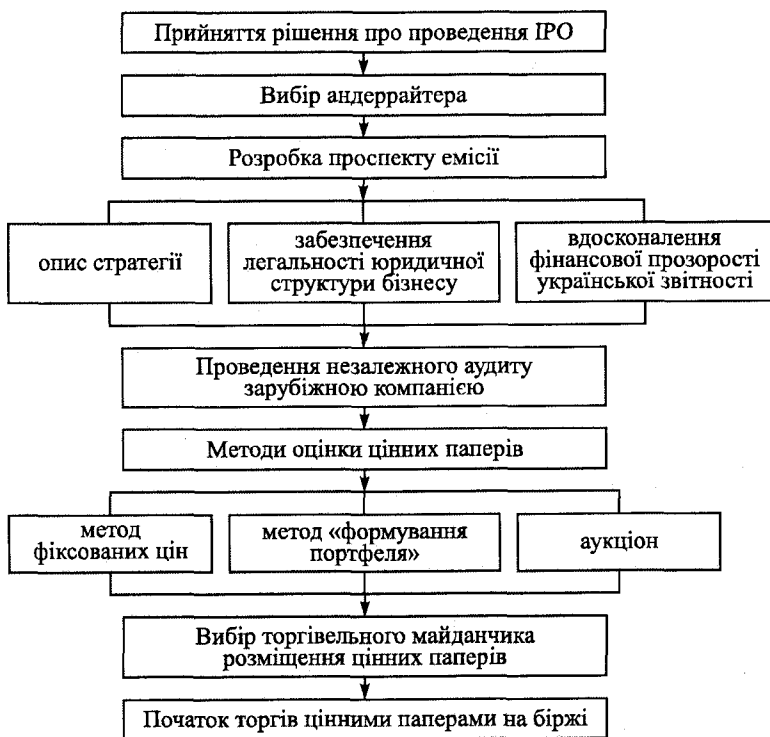 Прийняття рішення про проведення IPO
Вибір андеррайтера
Розробка проспекту емісії
опис стратегії
забезпечення
легальності юридичної
структури бізнесу
вдосконалення
фінансової прозорості
української звітності
Проведення незалежного аудиту
зарубіжною компанією
Методи оцінки цінних паперів
метод
фіксованих цін
метод «формування
портфеля»
аукціон
Вибір торгівельного майданчика
розміщення цінних паперів
Початок торгів цінними паперами на біржі